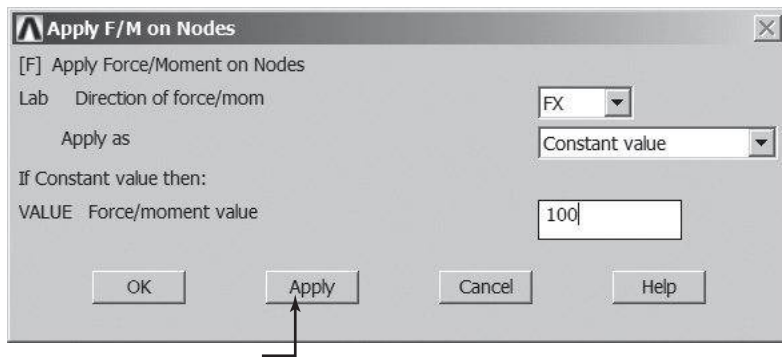 Apply F/M on Nodes
[F] Apply Force/Moment on Nodes
Lab Direction of force/mom FX
Apply as Constant value
If Constant value then:
VALUE Force/moment value 100
OK Apply Cancel Help